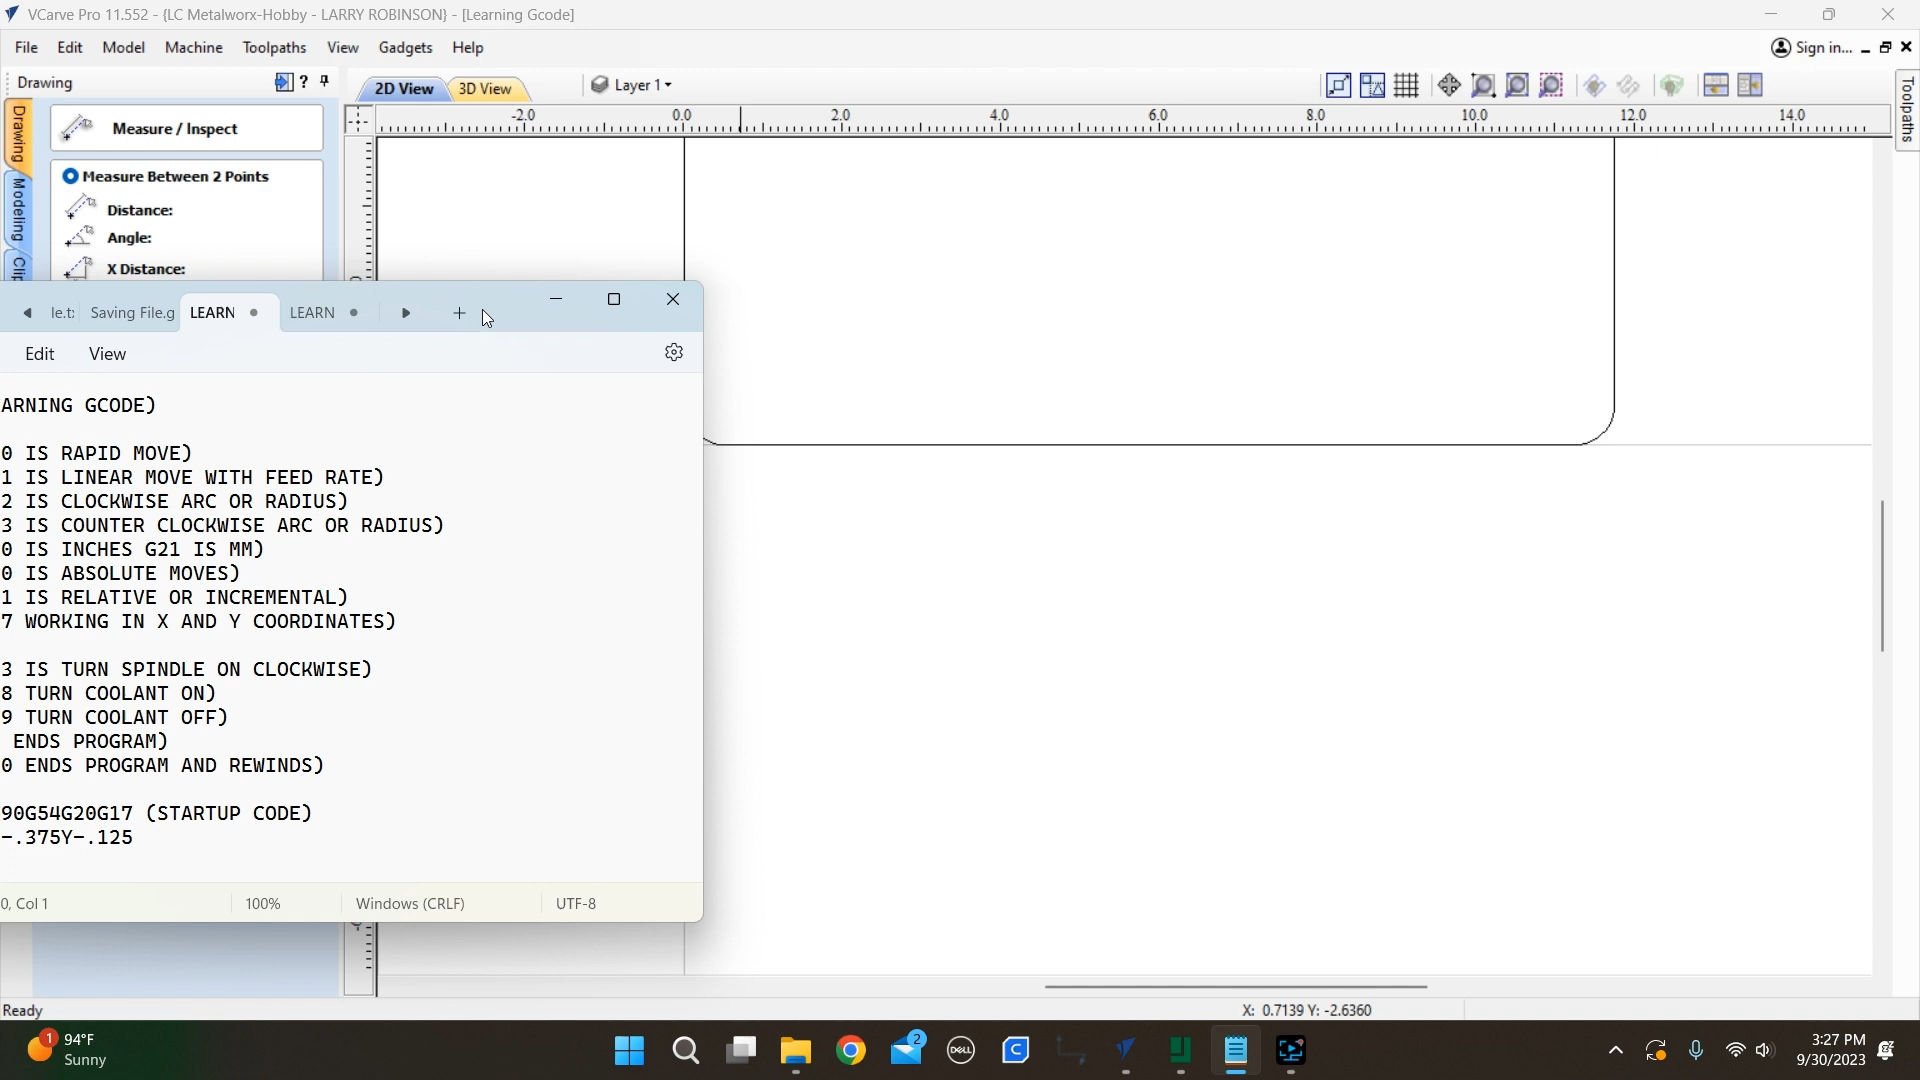 VCarve Pro 11.552 - {LC Metalworx-Hobby - LARRY ROBINSON} - [Learning Gcode]
File Edit Model Machine Toolpaths View Gadgets Help
Sign in...
Drawing
?
2D View 3D View
Layer 1
Toolpaths
Drawing
Modeling
Measure / Inspect
-2.0 0.0 2.0 4.0 6.0 8.0 10.0 12.0 14.0
Measure Between 2 Points
Distance:
Angle:
X Distance:
le.t: Saving File.g LEARN LEARN
Edit View
ARNING GCODE)
0 IS RAPID MOVE)
1 IS LINEAR MOVE WITH FEED RATE)
2 IS CLOCKWISE ARC OR RADIUS)
3 IS COUNTER CLOCKWISE ARC OR RADIUS)
0 IS INCHES G21 IS MM)
0 IS ABSOLUTE MOVES)
1 IS RELATIVE OR INCREMENTAL)
7 WORKING IN X AND Y COORDINATES)
3 IS TURN SPINDLE ON CLOCKWISE)
8 TURN COOLANT ON)
9 TURN COOLANT OFF)
ENDS PROGRAM)
0 ENDS PROGRAM AND REWINDS)
90G54G20G17 (STARTUP CODE)
-.375Y-.125
0, Col 1 100% Windows (CRLF) UTF-8
Ready
X: 0.7139 Y: -2.6360
1
94°F
Sunny
2
DELL
3:27 PM
9/30/2023